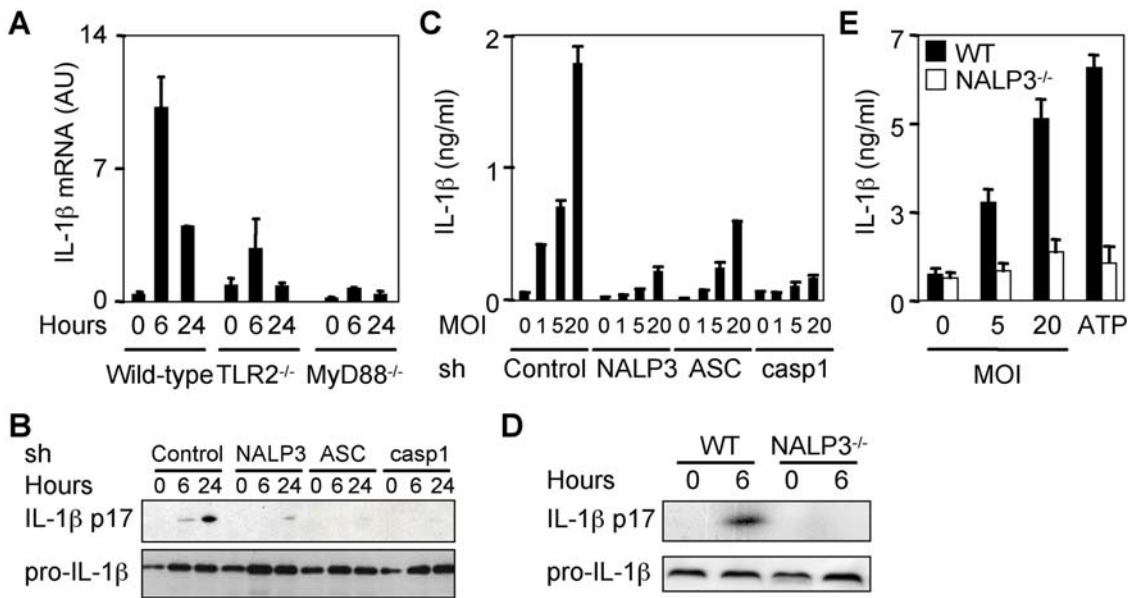 A
14
7
0
IL-1β mRNA (AU)
Hours 0 6 24 0 6 24 0 6 24
Wild-type TLR2-/- MyD88-/-
C
2
1
0
IL-1β (ng/ml)
MOI 0 1 5 20 0 1 5 20 0 1 5 20 0 1 5 20
sh Control NALP3 ASC casp1
E
7
5
3
0
IL-1β (ng/ml)
WT
NALP3-/-
0 5 20 ATP
MOI
B
sh Control NALP3 ASC casp1
Hours 0 6 24 0 6 24 0 6 24 0 6 24
IL-1β p17
pro-IL-1β
D
WT NALP3-/-
Hours 0 6 0 6
IL-1β p17
pro-IL-1β